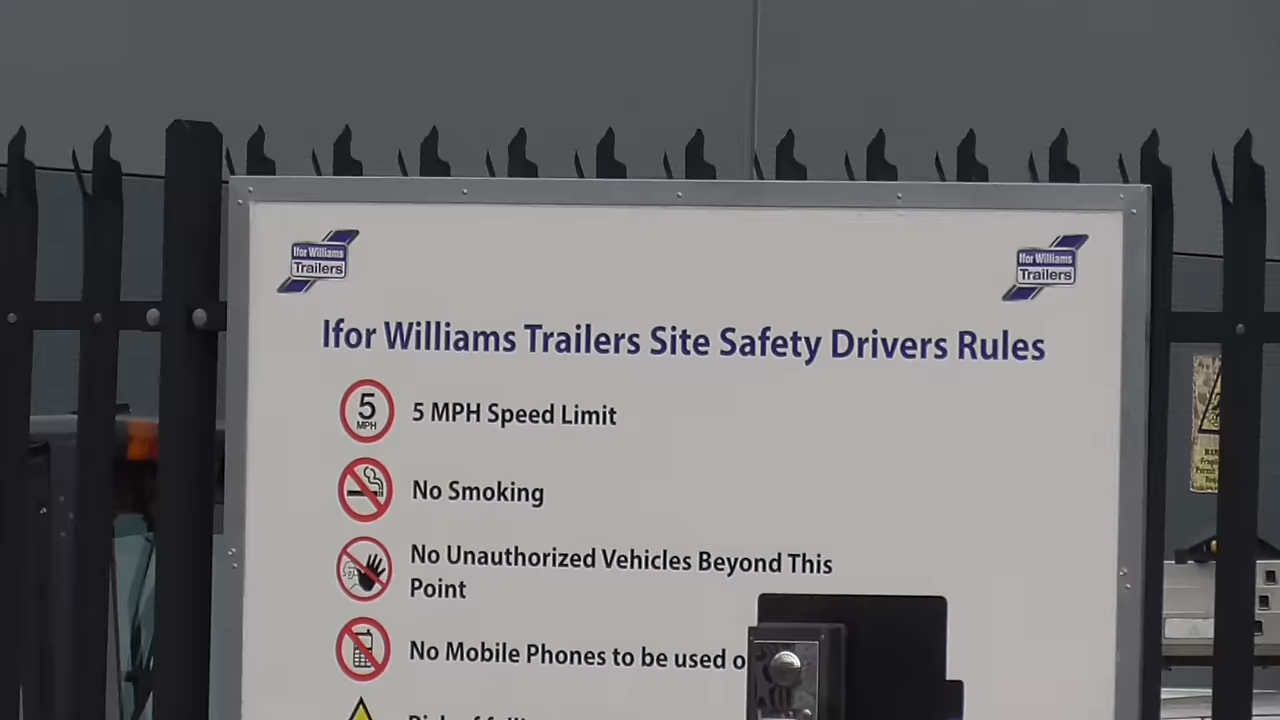 Ifor Williams
Trailers
Ifor Williams
Trailers
Ifor Williams Trailers Site Safety Drivers Rules
5
MPH
5 MPH Speed Limit
No Smoking
No Unauthorized Vehicles Beyond This
Point
No Mobile Phones to be used